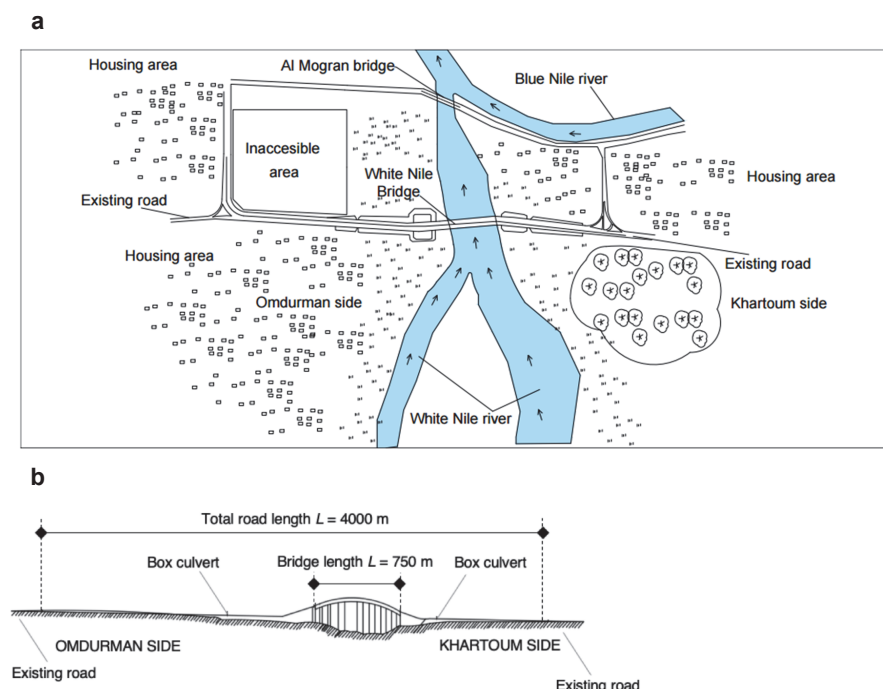 a
Housing area
Al Mogran bridge
Blue Nile river
Inaccesible
area
White Nile
Bridge
Housing area
Existing road
Housing area
Existing road
Omdurman side
Khartoum side
White Nile river
b
Total road length L = 4000 m
Box culvert
Bridge length L = 750 m
Box culvert
OMDURMAN SIDE
KHARTOUM SIDE
Existing road
Existing road